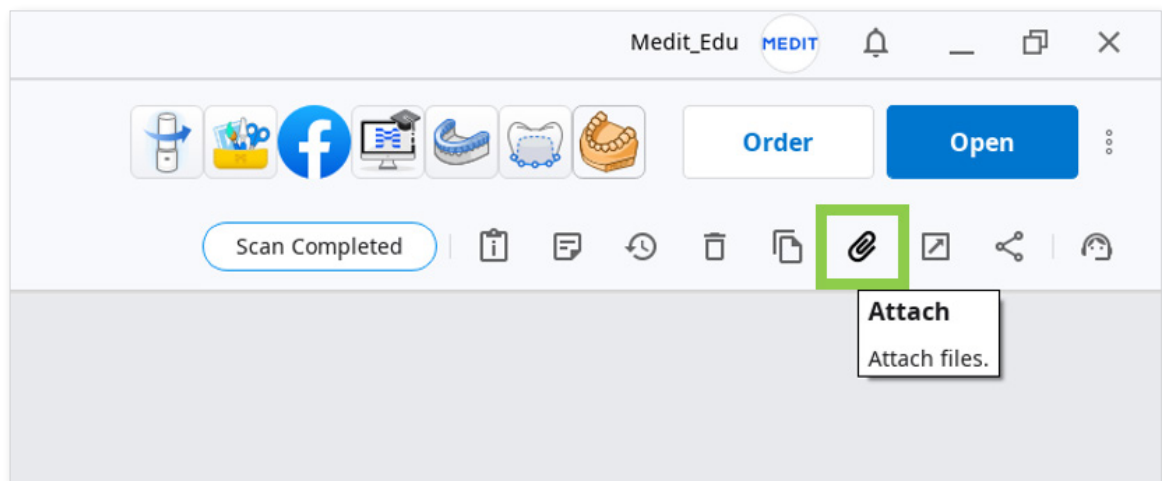 Medit_Edu MEDIT
Order Open
Scan Completed
Attach
Attach files.